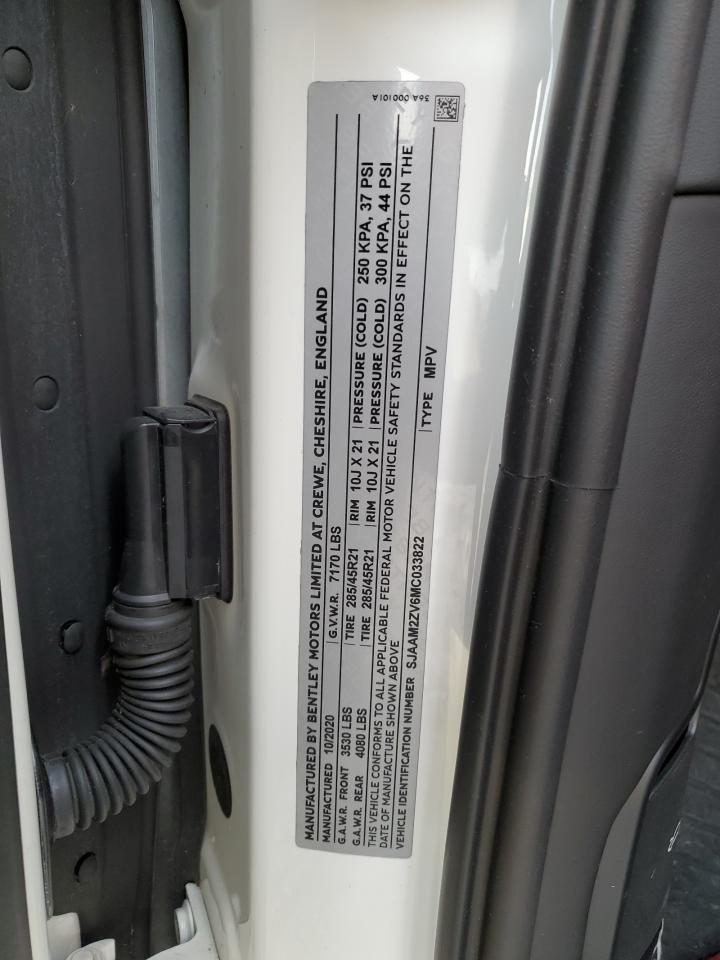 36A 000101A
MANUFACTURED BY BENTLEY MOTORS LIMITED AT CREWE, CHESHIRE, ENGLAND
MANUFACTURED 10/2020 G.V.W.R. 7170 LBS
G.A.W.R. FRONT 3530 LBS TIRE 285/45R21 RIM 10J X 21 PRESSURE (COLD) 250 KPA, 37 PSI
G.A.W.R. REAR 4080 LBS TIRE 285/45R21 RIM 10J X 21 PRESSURE (COLD) 300 KPA, 44 PSI
THIS VEHICLE CONFORMS TO ALL APPLICABLE FEDERAL MOTOR VEHICLE SAFETY STANDARDS IN EFFECT ON THE
DATE OF MANUFACTURE SHOWN ABOVE
VEHICLE IDENTIFICATION NUMBER SJAAM2ZV6MC033822 TYPE MPV